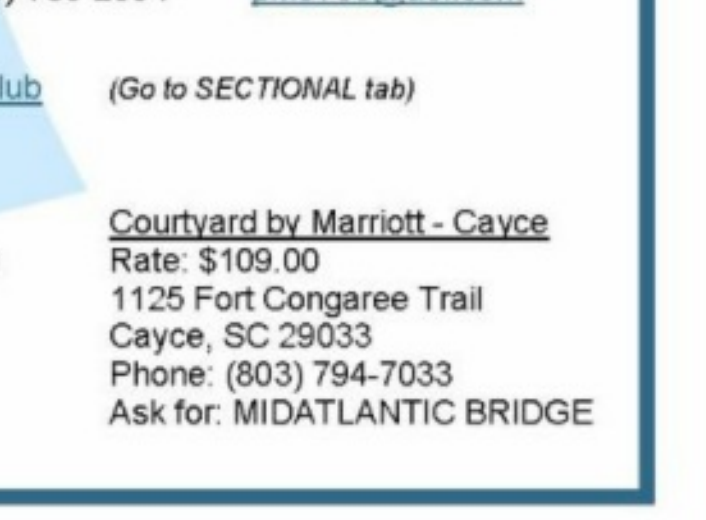 lub (Go to SECTIONAL tab)
Courtyard by Marriott - Cayce
Rate: $109.00
1125 Fort Congaree Trail
Cayce, SC 29033
Phone: (803) 794-7033
Ask for: MIDATLANTIC BRIDGE